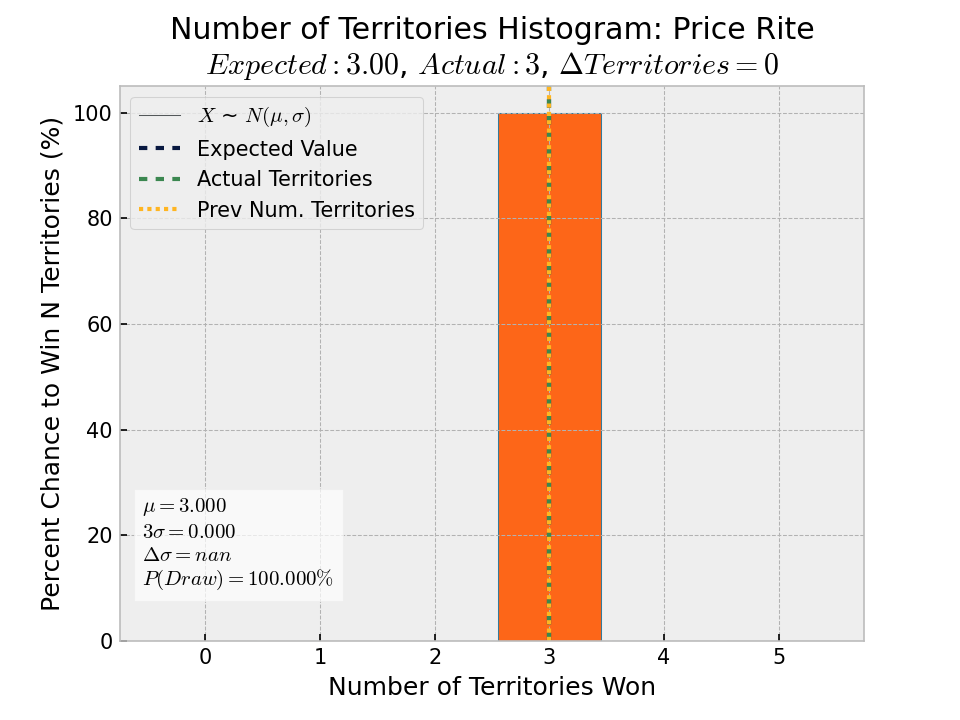 Number of Territories Histogram: Price Rite
Expected : 3.00, Actual : 3, ΔTerritories = 0
Percent Chance to Win N Territories (%)
100
80
60
40
20
0
X ~ N(μ, σ)
Expected Value
Actual Territories
Prev Num. Territories
μ = 3.000
3σ = 0.000
Δσ = nan
P(Draw) = 100.000%
0 1 2 3 4 5
Number of Territories Won